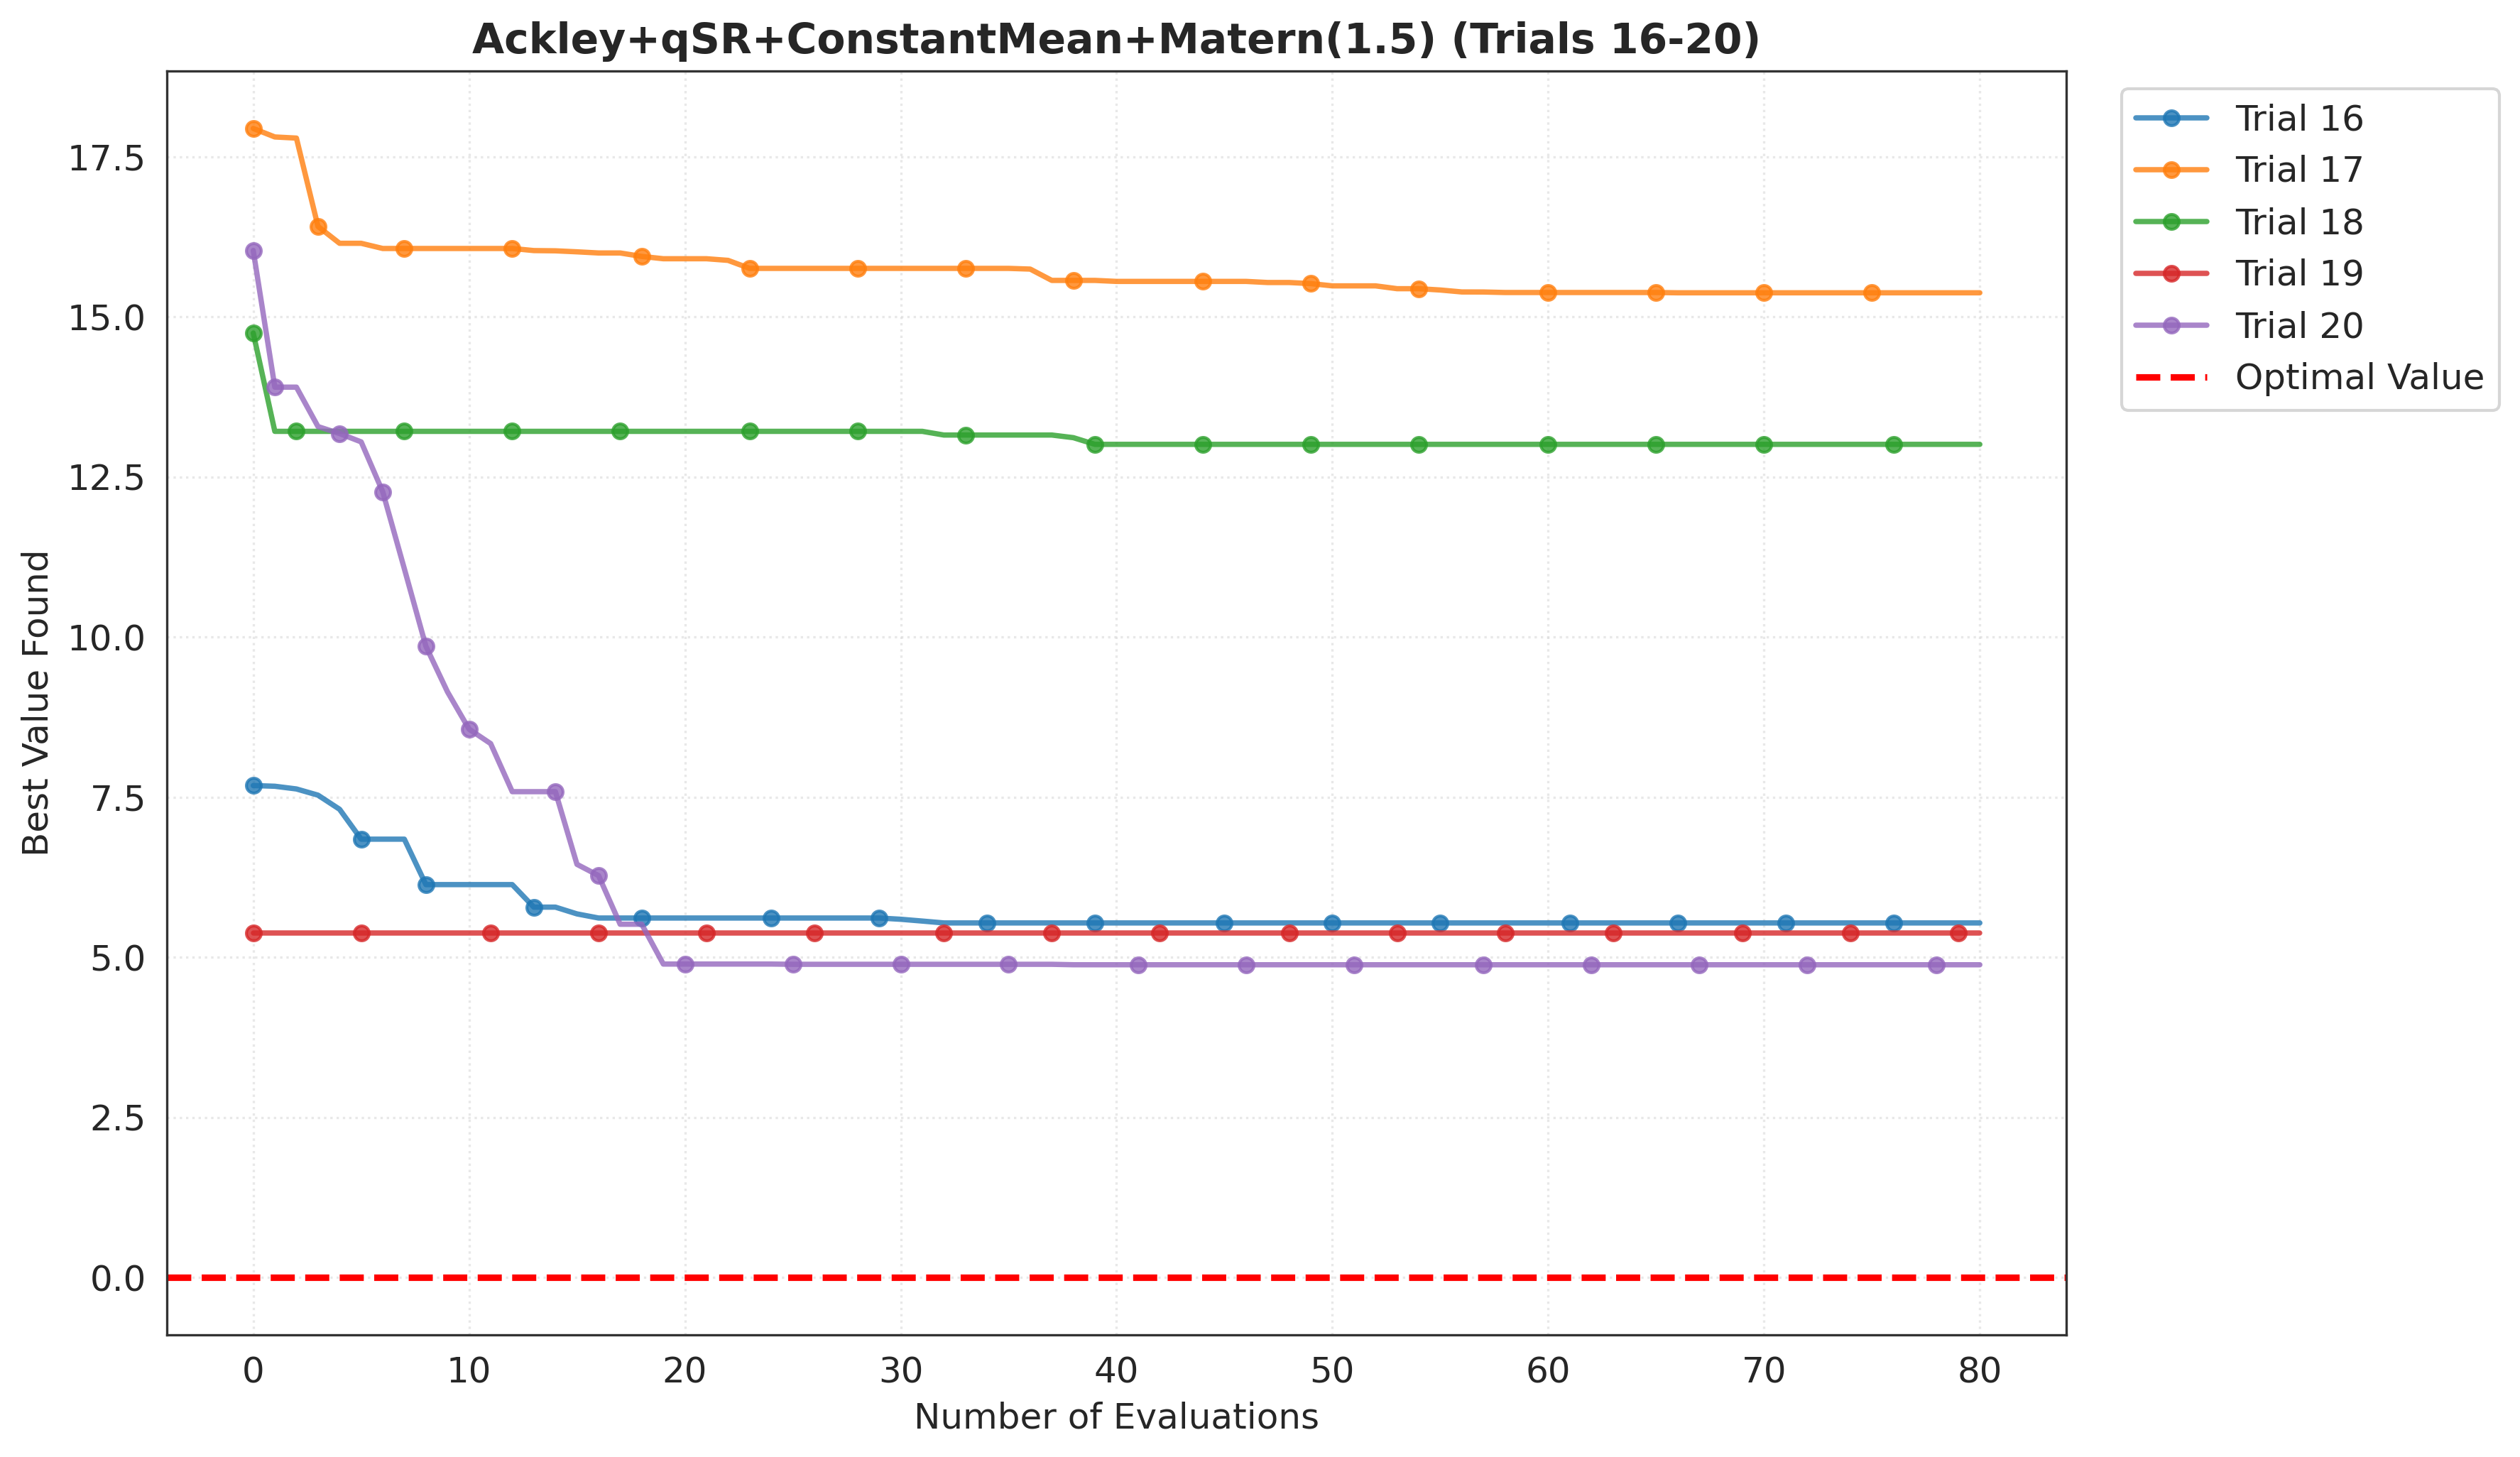 Ackley+qSR+ConstantMean+Matern(1.5) (Trials 16-20)
Trial 16
Trial 17
Trial 18
Trial 19
Trial 20
Optimal Value
Best Value Found
17.5
15.0
12.5
10.0
7.5
5.0
2.5
0.0
0 10 20 30 40 50 60 70 80
Number of Evaluations